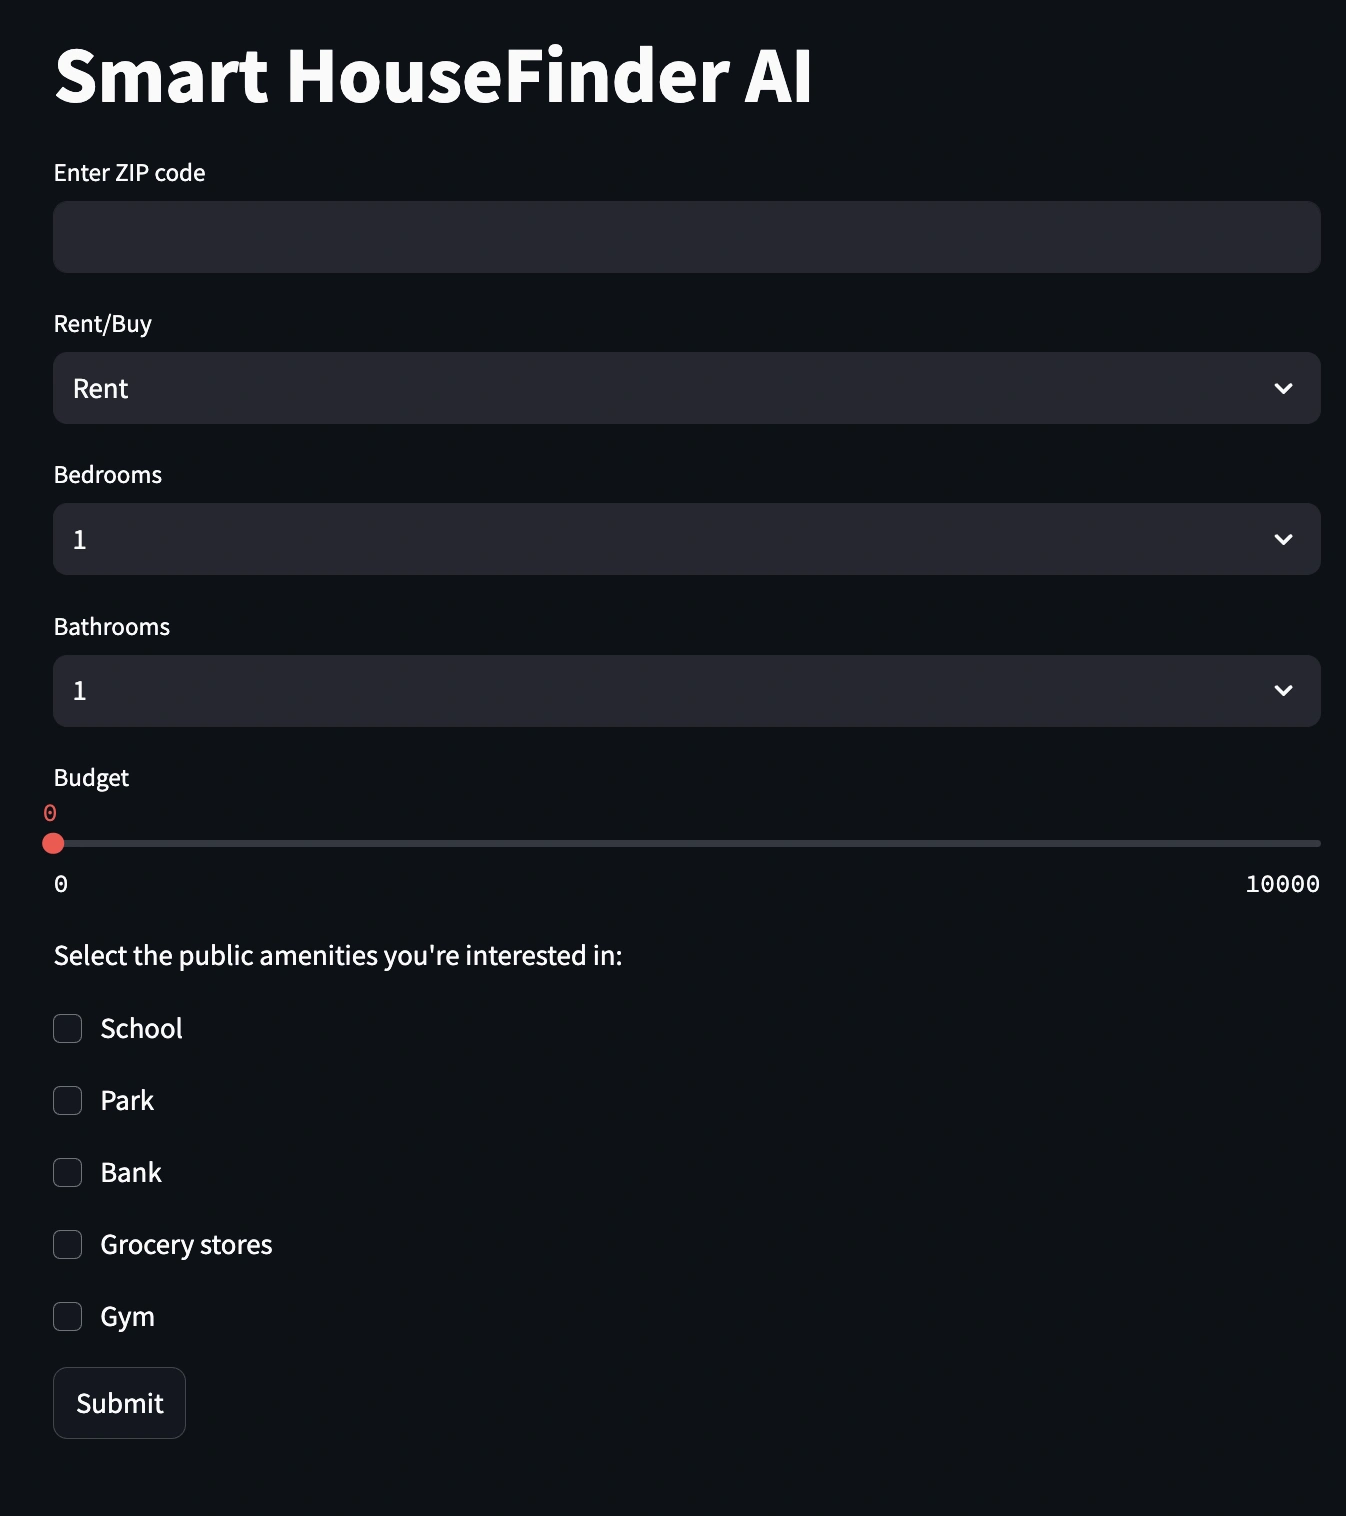 Smart HouseFinder AI
Enter ZIP code
Rent/Buy
Rent
Bedrooms
1
Bathrooms
1
Budget
0
0 10000
Select the public amenities you're interested in:
School
Park
Bank
Grocery stores
Gym
Submit